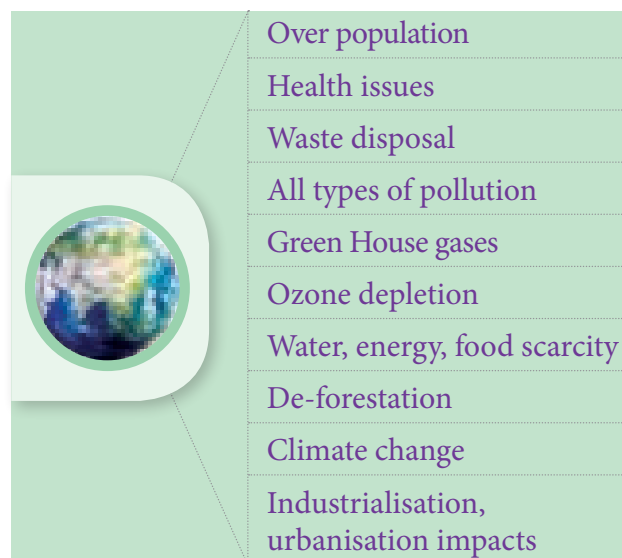 Over population
Health issues
Waste disposal
All types of pollution
Green House gases
Ozone depletion
Water, energy, food scarcity
De-forestation
Climate change
Industrialisation,
urbanisation impacts